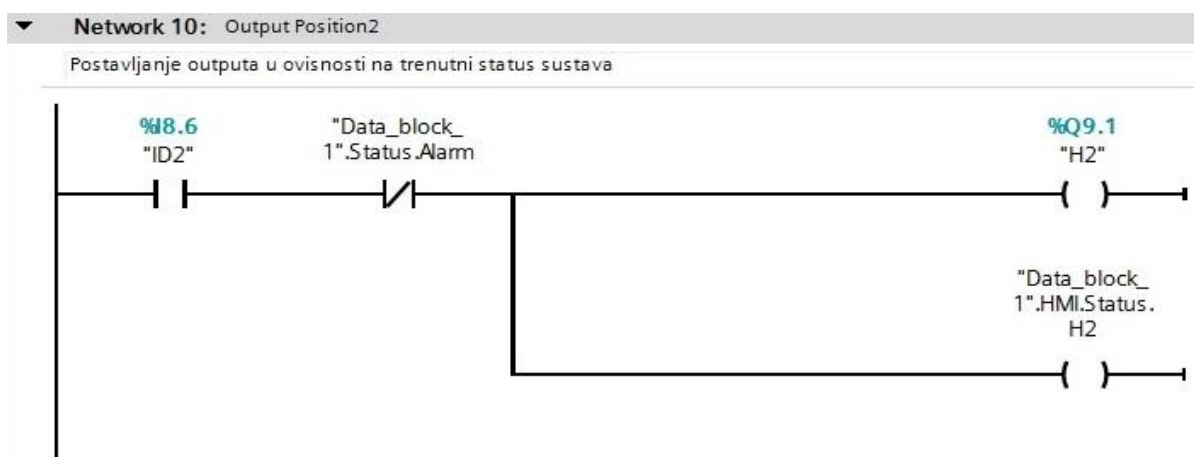 Network 10: Output Position2
Postavljanje outputa u ovisnosti na trenutni status sustava
%I8.6
"ID2"
"Data_block_
1".Status.Alarm
%Q9.1
"H2"
"Data_block_
1".HMI.Status.
H2